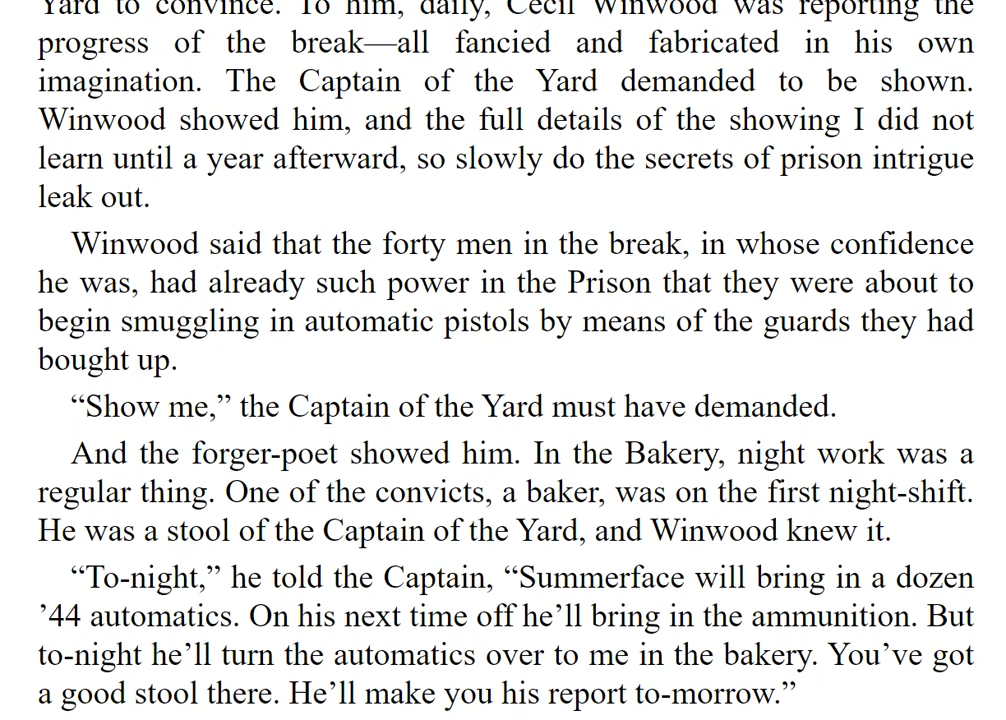 Yard to convince. To him, daily, Cecil Winwood was reporting the
progress of the break—all fancied and fabricated in his own
imagination. The Captain of the Yard demanded to be shown.
Winwood showed him, and the full details of the showing I did not
learn until a year afterward, so slowly do the secrets of prison intrigue
leak out.
Winwood said that the forty men in the break, in whose confidence
he was, had already such power in the Prison that they were about to
begin smuggling in automatic pistols by means of the guards they had
bought up.
“Show me,” the Captain of the Yard must have demanded.
And the forger-poet showed him. In the Bakery, night work was a
regular thing. One of the convicts, a baker, was on the first night-shift.
He was a stool of the Captain of the Yard, and Winwood knew it.
“To-night,” he told the Captain, “Summerface will bring in a dozen
’44 automatics. On his next time off he’ll bring in the ammunition. But
to-night he’ll turn the automatics over to me in the bakery. You’ve got
a good stool there. He’ll make you his report to-morrow.”